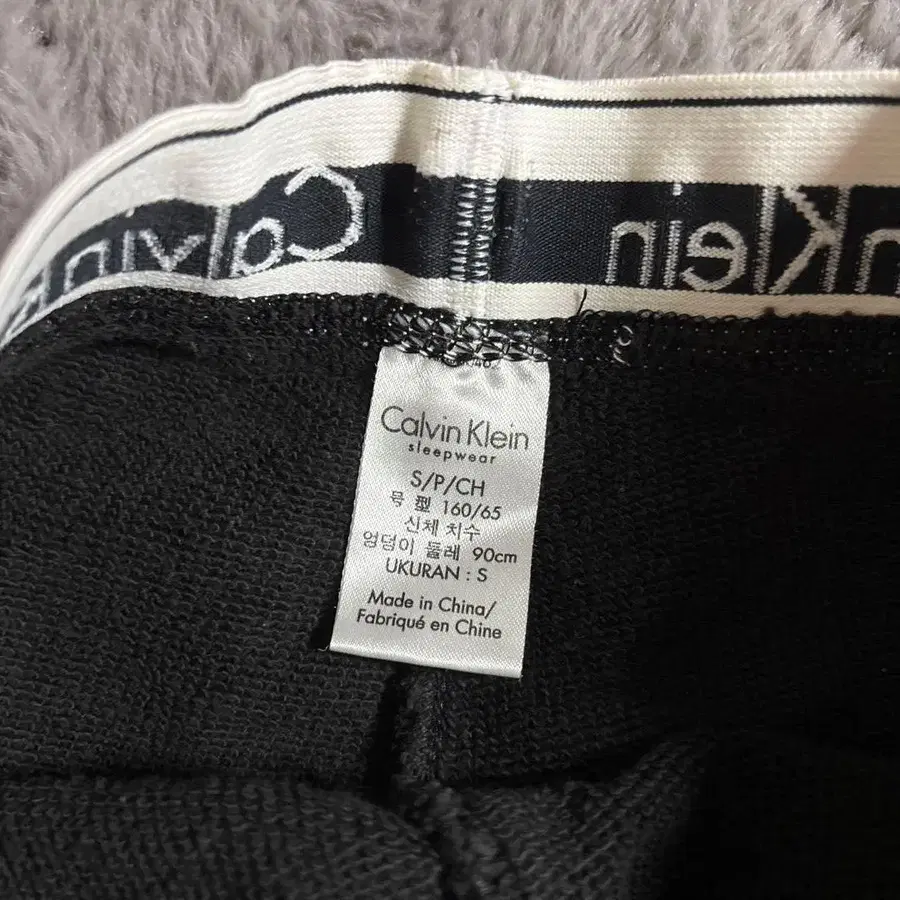 Calvin Klein
Calvin Klein
Calvin Klein
sleepwear
S/P/CH
号 型 160/65
신체 치수
엉덩이 둘레 90cm
UKURAN : S
Made in China/
Fabriqué en Chine